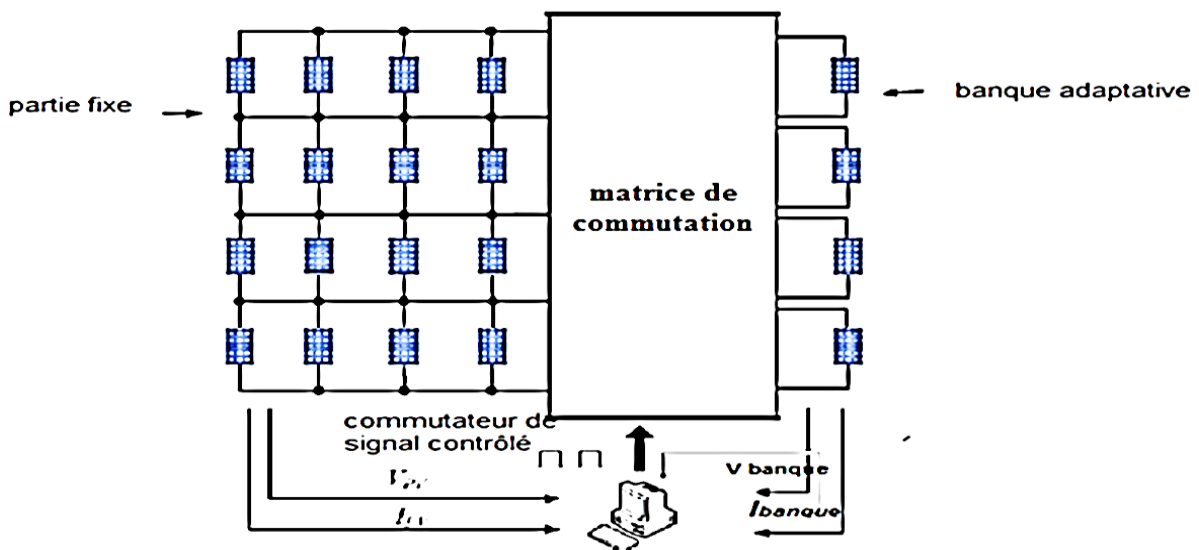 partie fixe
banque adaptative
matrice de
commutation
commutateur de
signal contrôlé
V banque
Ibanque